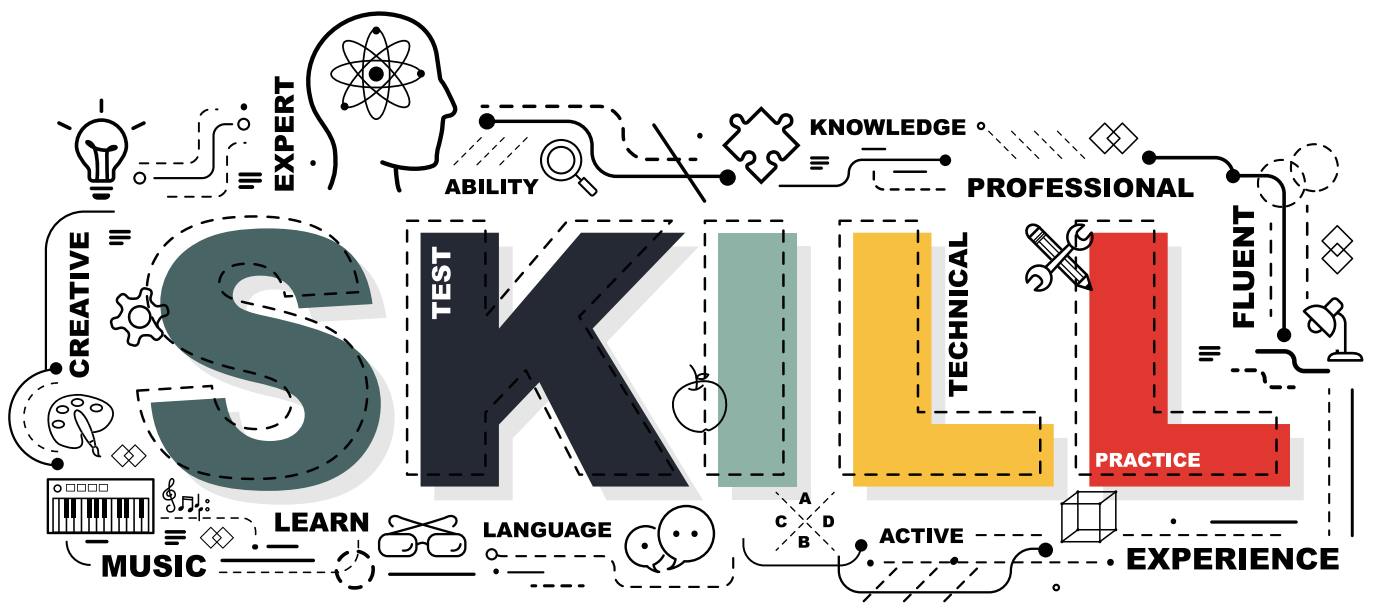 EXPERT
KNOWLEDGE
ABILITY
PROFESSIONAL
CREATIVE
SKILL
TEST
TECHNICAL
FLUENT
PRACTICE
LEARN
LANGUAGE
A
C D
B
ACTIVE
MUSIC
EXPERIENCE